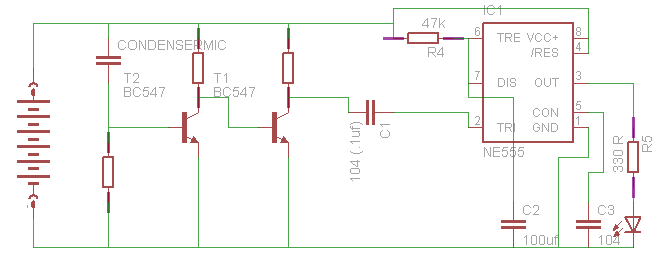 IC1
47k
R4
6
TRE
VCC+
8
/RES
4
CONDENSERMIC
T2
BC547
T1
BC547
7
DIS
OUT
3
CON
5
2
TRI
GND
1
NE555
104 (.1uf)
C1
330 R
R5
C2
100uf
C3
104